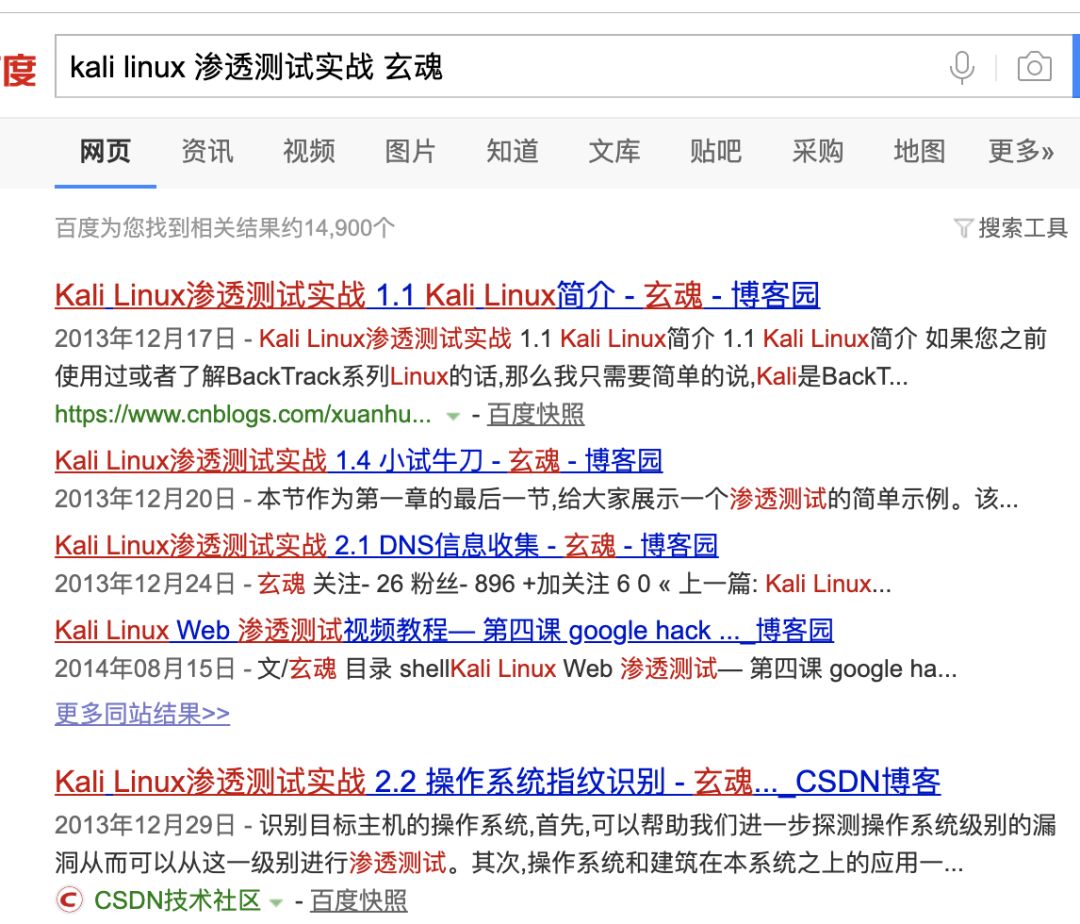 度
kali linux 渗透测试实战 玄魂
网页 资讯 视频 图片 知道 文库 贴吧 采购 地图 更多»
百度为您找到相关结果约14,900个 搜索工具
Kali Linux渗透测试实战 1.1 Kali Linux简介 - 玄魂 - 博客园
2013年12月17日 - Kali Linux渗透测试实战 1.1 Kali Linux简介 1.1 Kali Linux简介 如果您之前
使用过或者了解BackTrack系列Linux的话,那么我只需要简单的说,Kali是BackT...
https://www.cnblogs.com/xuanhu... - 百度快照
Kali Linux渗透测试实战 1.4 小试牛刀 - 玄魂 - 博客园
2013年12月20日 - 本节作为第一章的最后一节,给大家展示一个渗透测试的简单示例。该...
Kali Linux渗透测试实战 2.1 DNS信息收集 - 玄魂 - 博客园
2013年12月24日 - 玄魂 关注- 26 粉丝- 896 +加关注 6 0 « 上一篇: Kali Linux...
Kali Linux Web 渗透测试视频教程— 第四课 google hack ..._博客园
2014年08月15日 - 文/玄魂 目录 shellKali Linux Web 渗透测试— 第四课 google ha...
更多同站结果>>
Kali Linux渗透测试实战 2.2 操作系统指纹识别 - 玄魂..._CSDN博客
2013年12月29日 - 识别目标主机的操作系统,首先,可以帮助我们进一步探测操作系统级别的漏
洞从而可以从这一级别进行渗透测试。其次,操作系统和建筑在本系统之上的应用一...
CSDN技术社区 - 百度快照